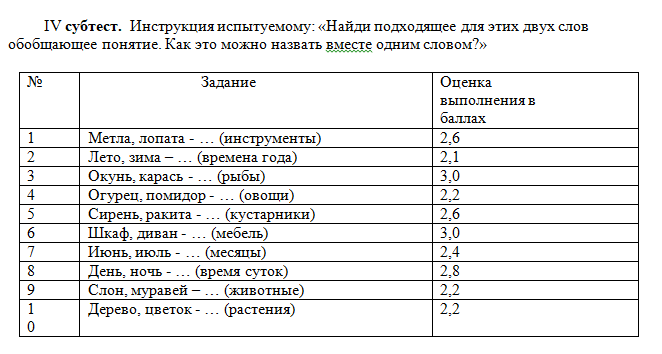 IV субтест. Инструкция испытуемому: «Найди подходящее для этих двух слов
обобщающее понятие. Как это можно назвать вместе одним словом?»
№ Задание Оценка
выполнения в
баллах
1 Метла, лопата - … (инструменты) 2,6
2 Лето, зима – … (времена года) 2,1
3 Окунь, карась - … (рыбы) 3,0
4 Огурец, помидор - … (овощи) 2,2
5 Сирень, ракита - … (кустарники) 2,6
6 Шкаф, диван - … (мебель) 3,0
7 Июнь, июль - … (месяцы) 2,4
8 День, ночь - … (время суток) 2,8
9 Слон, муравей – … (животные) 2,2
1 Дерево, цветок - … (растения) 2,2
0